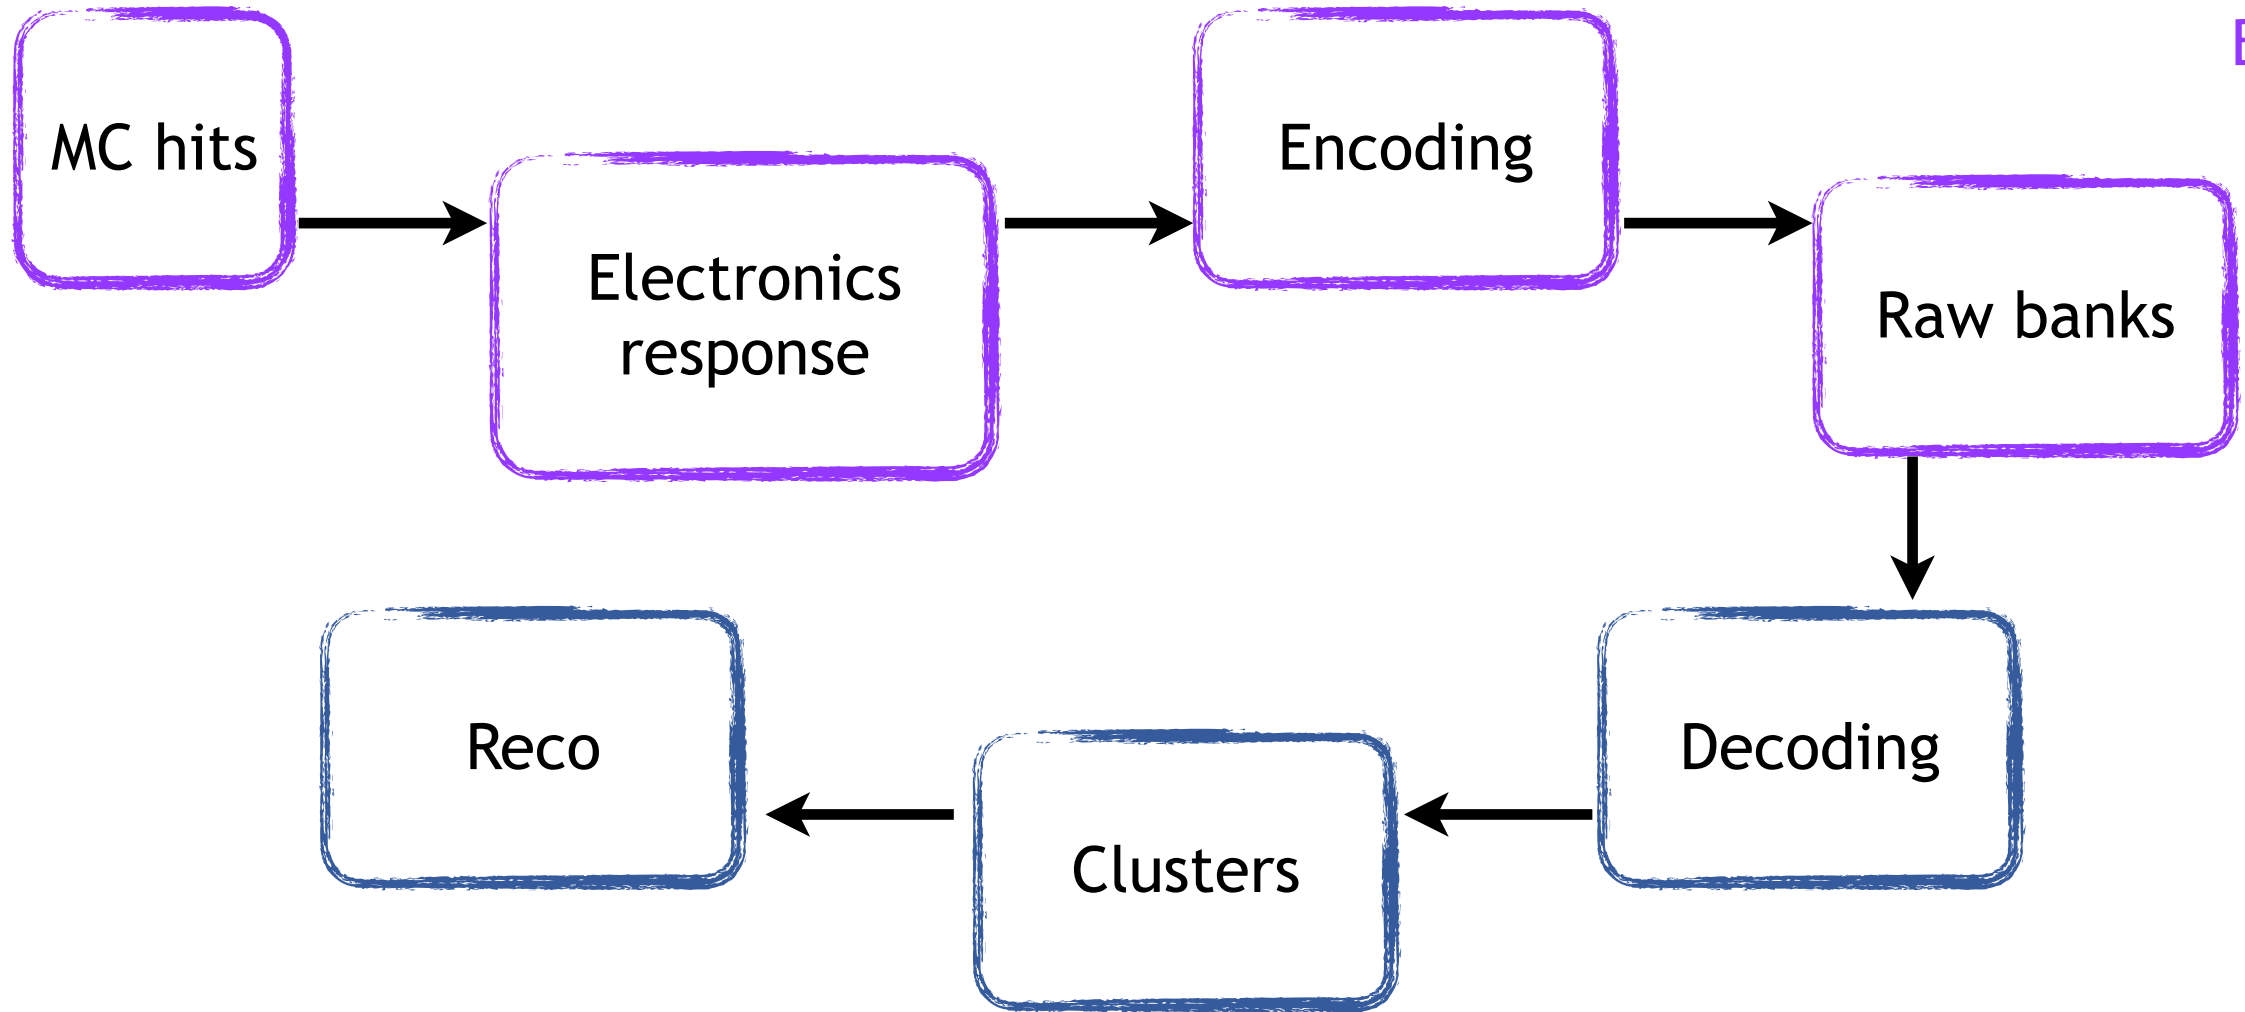 MC hits
Electronics
response
Encoding
Raw banks
Decoding
Clusters
Reco